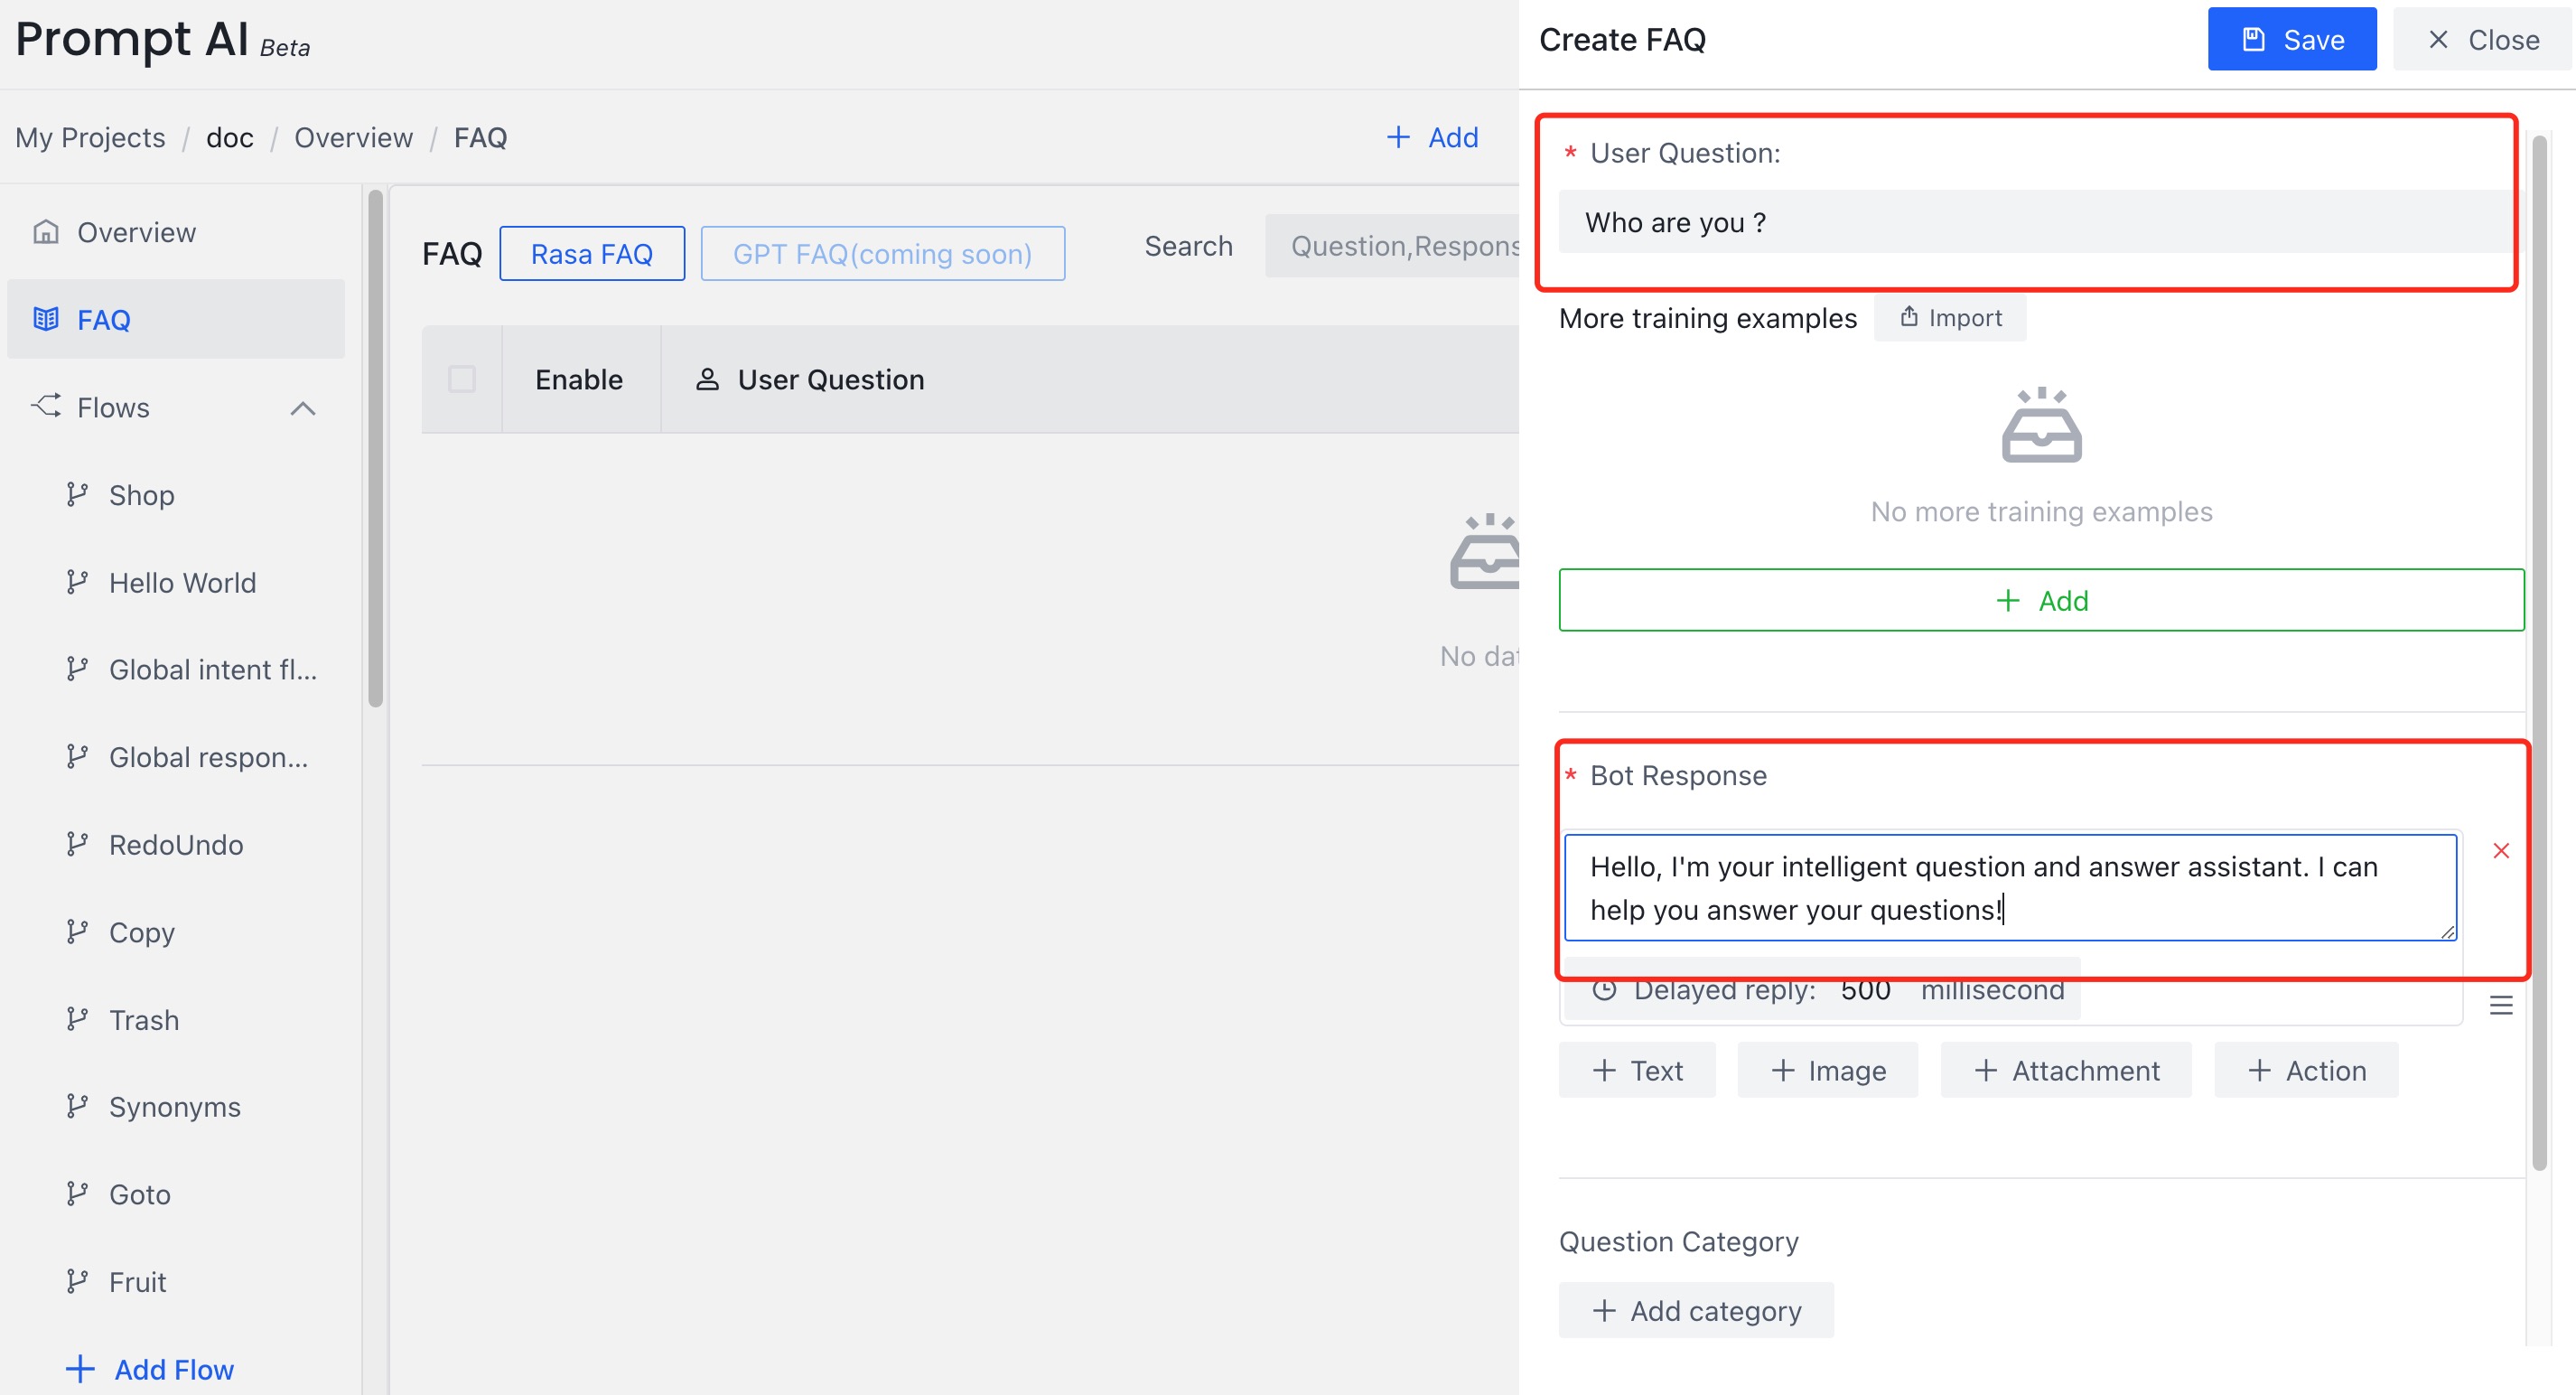 Prompt AI Beta
My Projects / doc / Overview / FAQ
+ Add
Overview
FAQ
Flows
Shop
Hello World
Global intent fl...
Global respon...
RedoUndo
Copy
Trash
Synonyms
Goto
Fruit
+ Add Flow
FAQ
Rasa FAQ
GPT FAQ(coming soon)
Search
Question,Respons
Enable
User Question
No dat
Create FAQ
Save
Close
* User Question:
Who are you ?
More training examples
Import
No more training examples
+ Add
* Bot Response
Hello, I'm your intelligent question and answer assistant. I can
help you answer your questions!
Delayed reply: 500 millisecond
+ Text
+ Image
+ Attachment
+ Action
Question Category
+ Add category